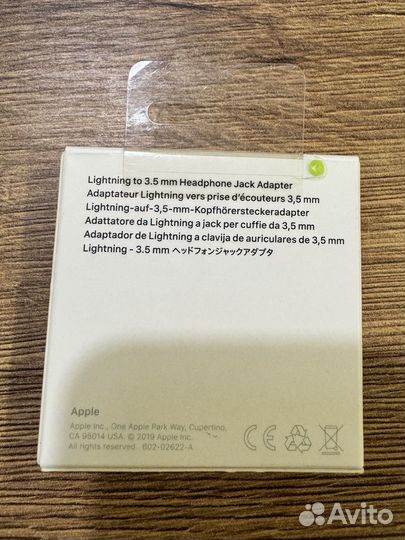 Lightning to 3.5 mm Headphone Jack Adapter
Adaptateur Lightning vers prise d'écouteurs 3,5 mm
Lightning-auf-3,5-mm-Kopfhörersteckeradapter
Adattatore da Lightning a jack per cuffie da 3,5 mm
Adaptador de Lightning a clavija de auriculares de 3,5 mm
Lightning - 3.5 mm ヘッドフォンジャックアダプタ
Apple
Apple Inc., One Apple Park Way, Cupertino,
CA 95014 USA. © 2019 Apple Inc.
All rights reserved. 602-02622-A
CE
Avito